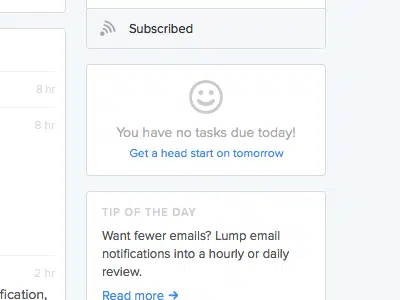 Subscribed
8 hr
8 hr
You have no tasks due today!
Get a head start on tomorrow
TIP OF THE DAY
Want fewer emails? Lump email
notifications into a hourly or daily
review.
2 hr
fication,
Read more →